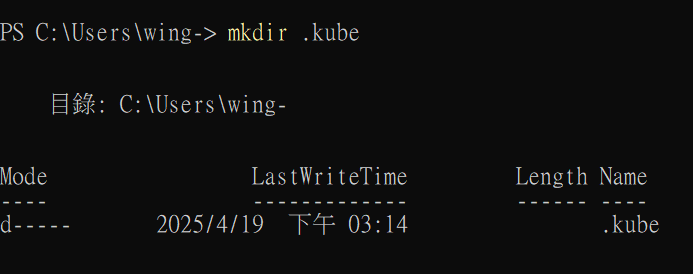 PS C:\Users\wing-> mkdir .kube
目錄: C:\Users\wing-
Mode LastWriteTime Length Name
---- ------------- ------ ----
d----- 2025/4/19 下午 03:14 .kube